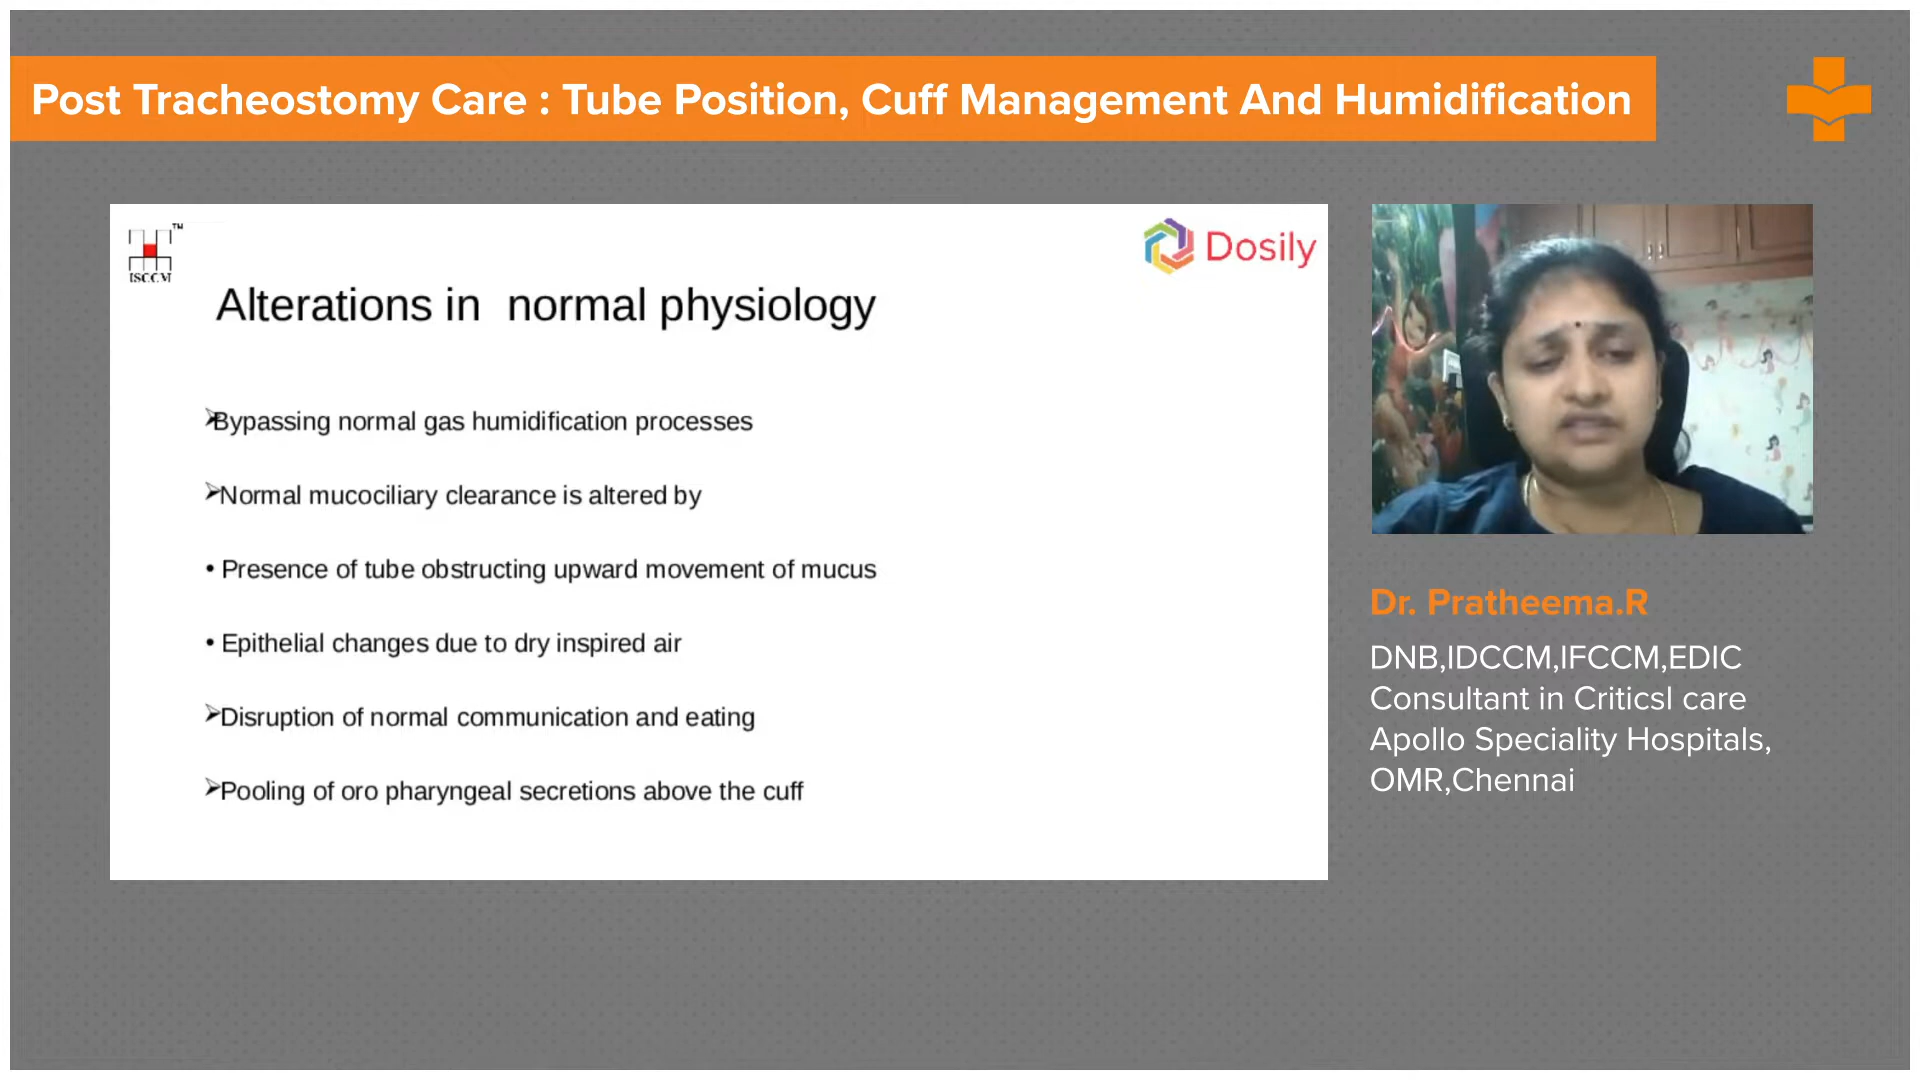 Post Tracheostomy Care : Tube Position, Cuff Management And Humidification
TM
ISCCM
Dosily
Alterations in  normal physiology
➢Bypassing normal gas humidification processes
➢Normal mucociliary clearance is altered by
• Presence of tube obstructing upward movement of mucus
• Epithelial changes due to dry inspired air
➢Disruption of normal communication and eating
➢Pooling of oro pharyngeal secretions above the cuff
Dr. Pratheema.R
DNB,IDCCM,IFCCM,EDIC
Consultant in Criticsl care
Apollo Speciality Hospitals,
OMR,Chennai